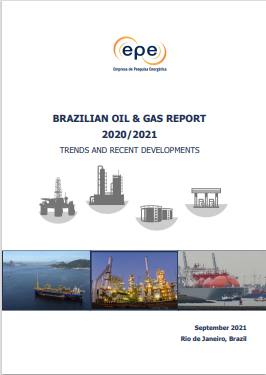 epe
Empresa de Pesquisa Energética
BRAZILIAN OIL & GAS REPORT
2020/2021
TRENDS AND RECENT DEVELOPMENTS
September 2021
Rio de Janeiro, Brazil